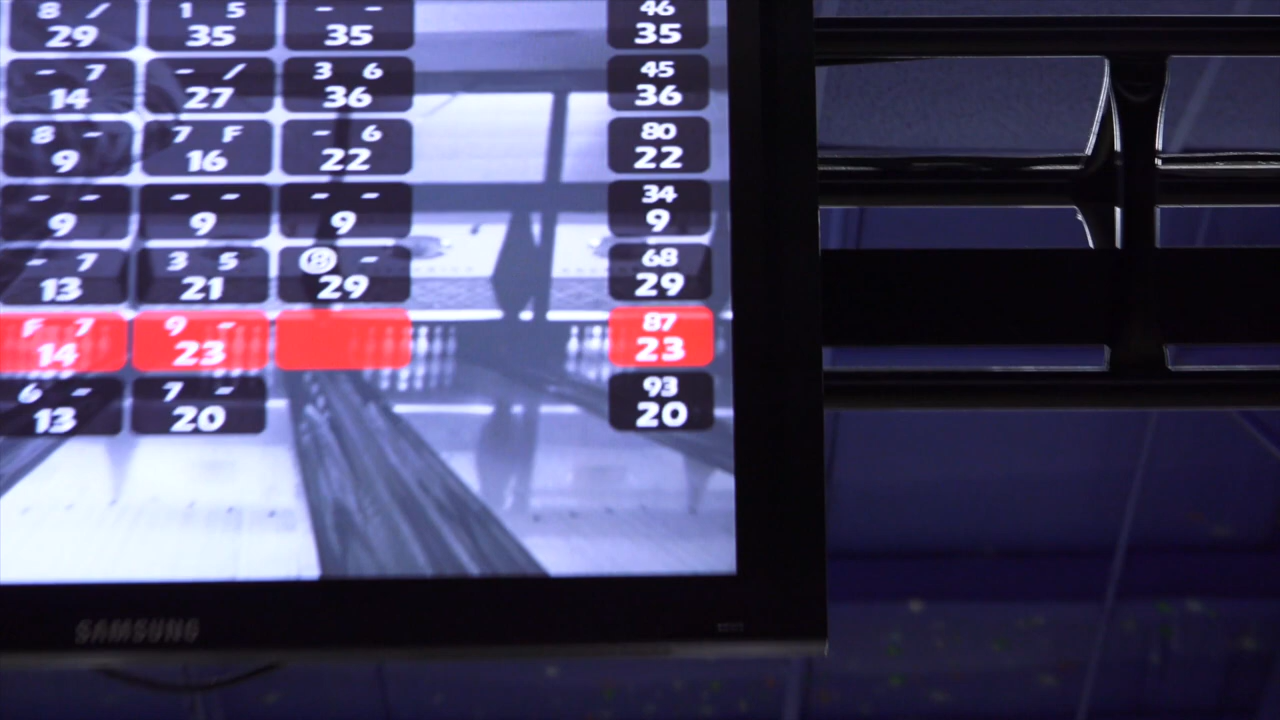 8 / 1 5 - - 46
29 35 35 35
- 7 - / 3 6 45
14 27 36 36
8 - 7 F - 6 80
9 16 22 22
- - - - - - 34
9 9 9 9
- 7 3 5 8 - 68
13 21 29 29
F 7 9 - 87
14 23 23
6 - 7 - 93
13 20 20
SAMSUNG